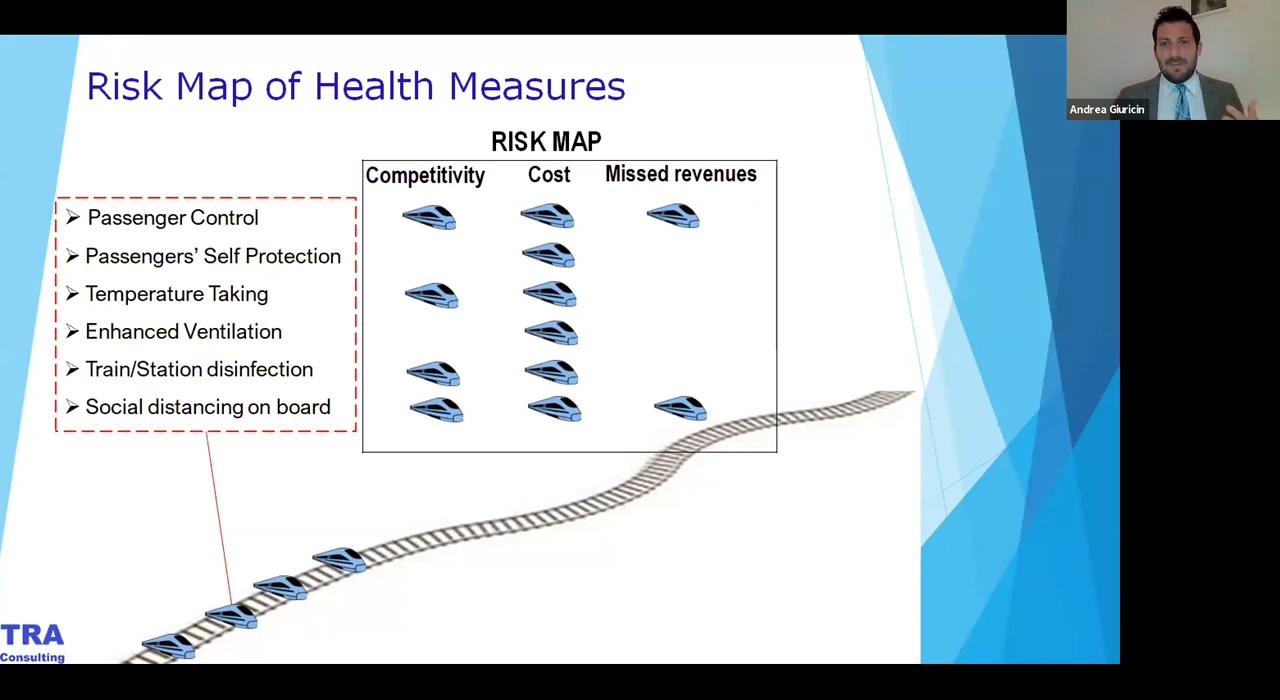 Risk Map of Health Measures
Andrea Giuricin
RISK MAP
Competitivity Cost Missed revenues
Passenger Control
Passengers’ Self Protection
Temperature Taking
Enhanced Ventilation
Train/Station disinfection
Social distancing on board
TRA
Consulting